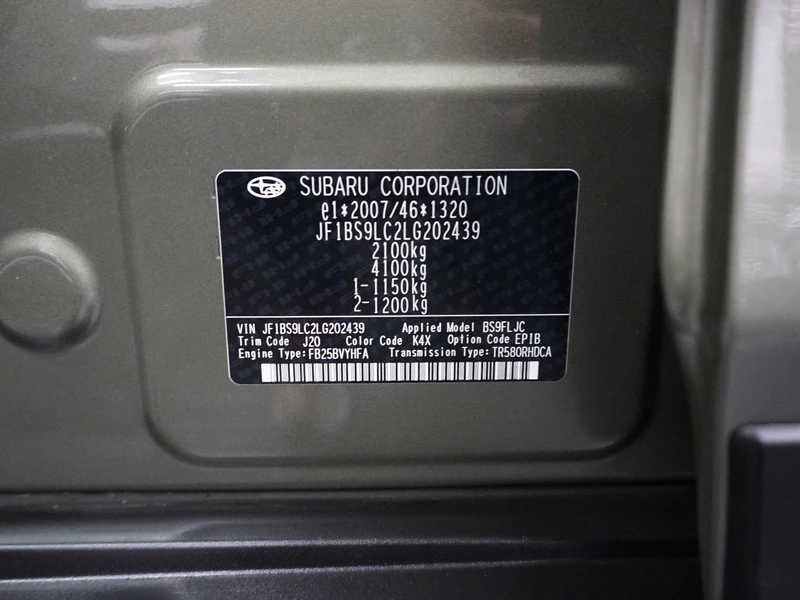 SUBARU CORPORATION
e1*2007/46*1320
JF1BS9LC2LG202439
2100kg
4100kg
1-1150kg
2-1200kg
VIN JF1BS9LC2LG202439 Applied Model BS9FLJC
Trim Code J20 Color Code K4X Option Code EPIB
Engine Type:FB25BVYHFA Transmission Type:TR580RHDCA